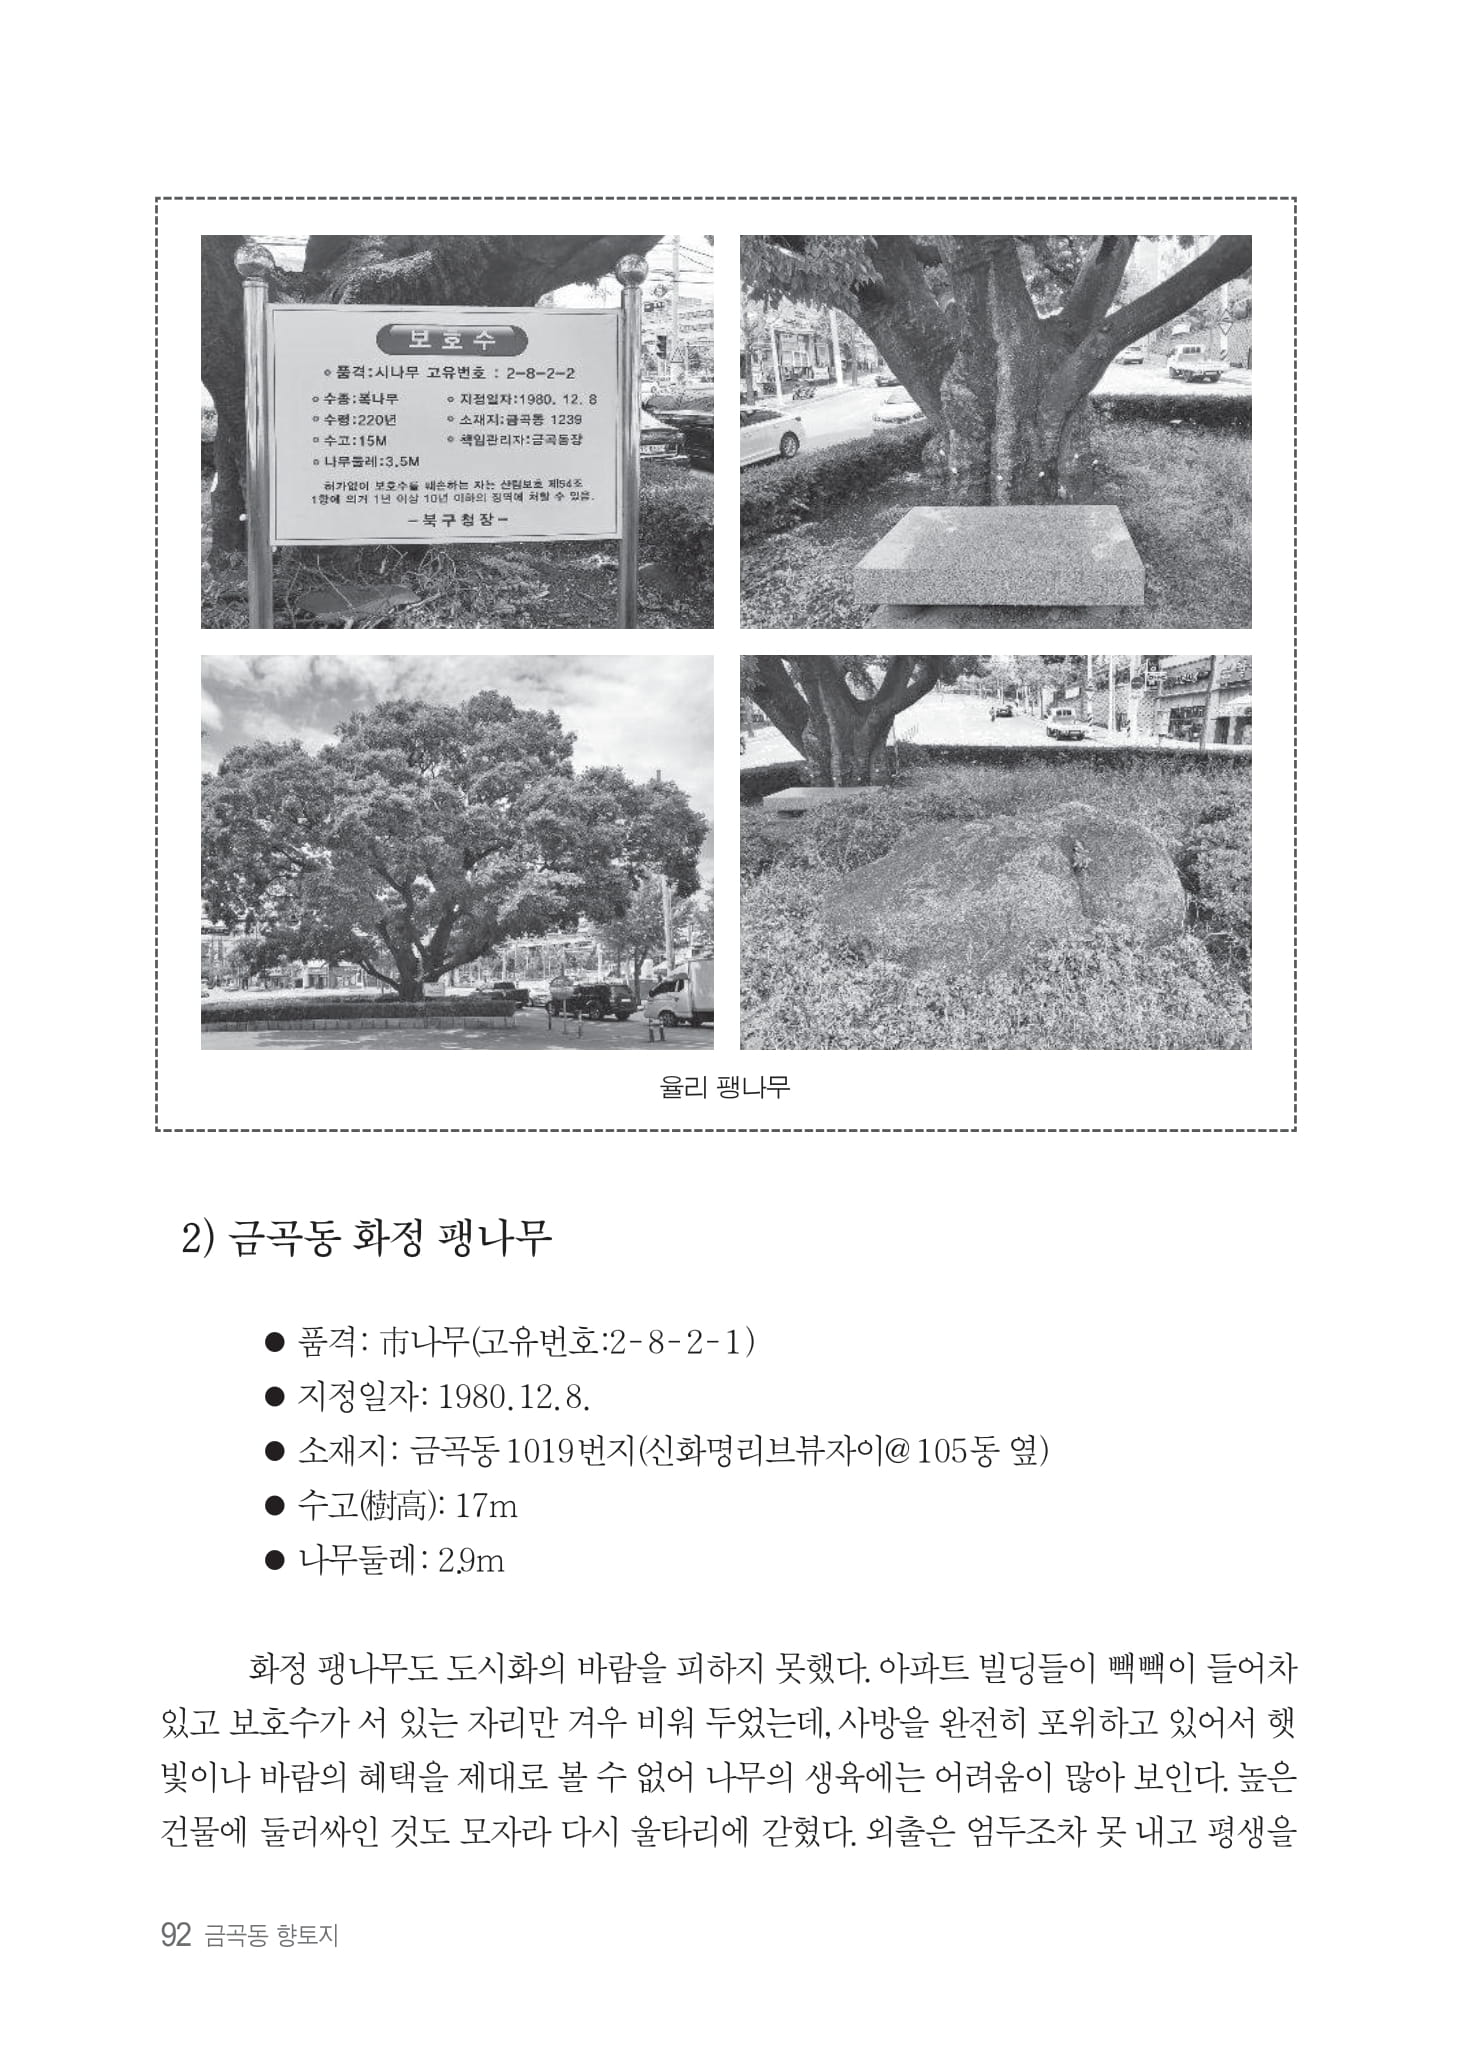 보호수
품격:시나무 고유번호 : 2-8-2-2
수종:폭나무
지정일자:1980. 12. 8
수령:220년
소재지:금곡동 1239
수고:15M
책임관리자:금곡동장
나무둘레:3.5M
허가없이 보호수를 훼손하는 자는 산림보호 제54조
1항에 의거 1년 이상 10년 이하의 징역에 처할 수 있음.
-북구청장-
율리 팽나무
2) 금곡동 화정 팽나무
● 품격: 市나무(고유번호:2-8-2-1)
● 지정일자: 1980.12.8.
● 소재지: 금곡동 1019번지(신화명리브뷰자이@ 105동 옆)
● 수고(樹高): 17m
● 나무둘레: 2.9m
화정 팽나무도 도시화의 바람을 피하지 못했다. 아파트 빌딩들이 빽빽이 들어차
있고 보호수가 서 있는 자리만 겨우 비워 두었는데, 사방을 완전히 포위하고 있어서 햇
빛이나 바람의 혜택을 제대로 볼 수 없어 나무의 생육에는 어려움이 많아 보인다. 높은
건물에 둘러싸인 것도 모자라 다시 울타리에 갇혔다. 외출은 엄두조차 못 내고 평생을
92 금곡동 향토지